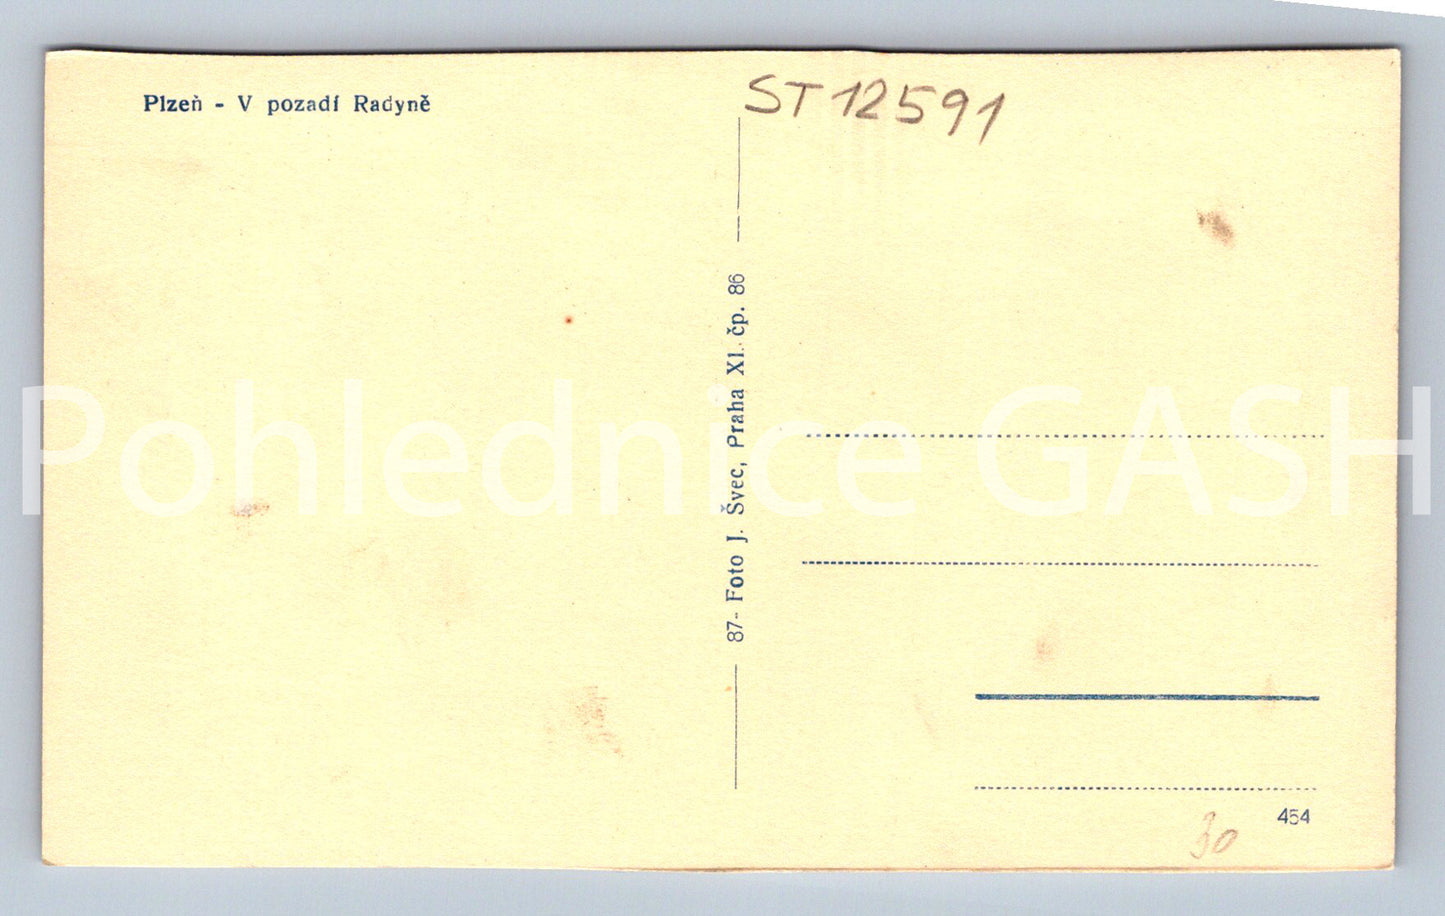 Plzeň - V pozadí Radyně
ST12591
87- Foto J. Švec, Praha XI. čp. 86
Pohlednice GASH
454
30